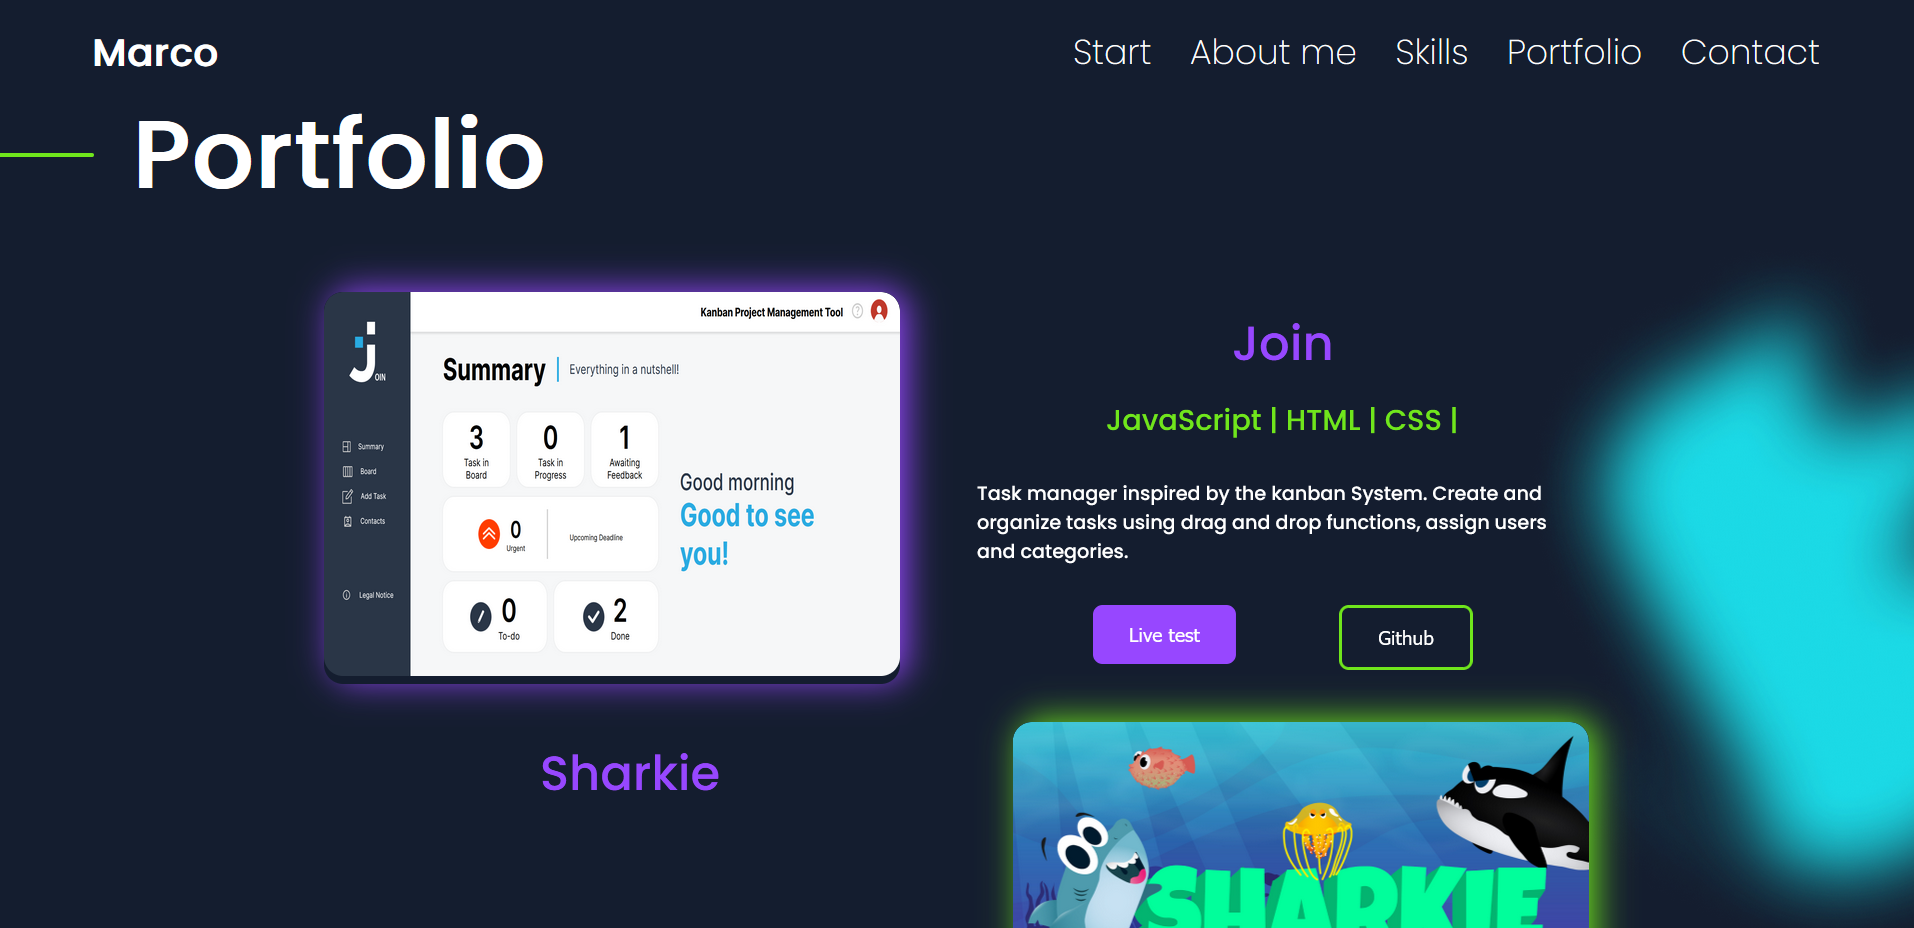 Marco
Start About me Skills Portfolio Contact
Portfolio
Kanban Project Management Tool ?
JOIN
Summary Everything in a nutshell!
Summary
Board
Add Task
Contacts
Legal Notice
3
Task in
Board
0
Task in
Progress
1
Awaiting
Feedback
0
Urgent
Upcoming Deadline
0
To-do
2
Done
Good morning
Good to see
you!
Join
JavaScript | HTML | CSS |
Task manager inspired by the kanban System. Create and
organize tasks using drag and drop functions, assign users
and categories.
Live test
Github
Sharkie
SHARKIE